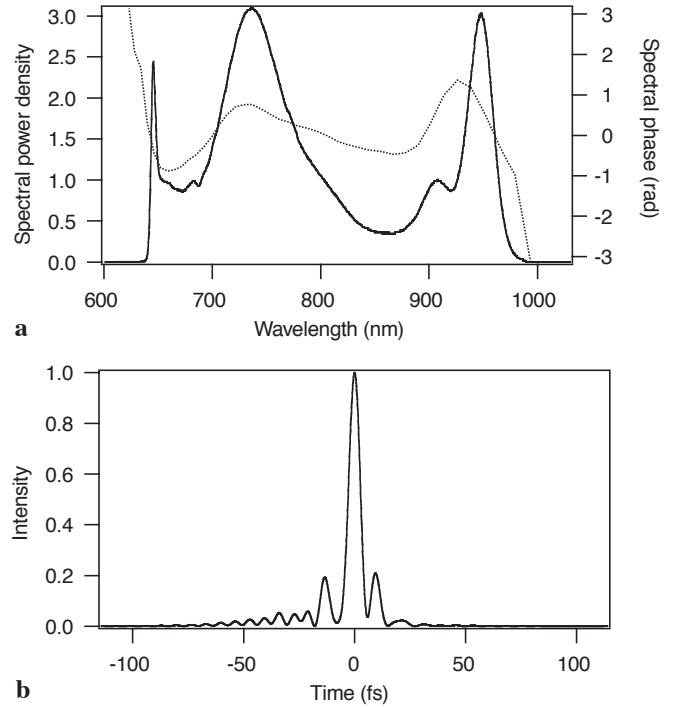 3.0
2.5
2.0
1.5
1.0
0.5
0.0
Spectral power density
3
2
1
0
-1
-2
-3
Spectral phase (rad)
600 700 800 900 1000
Wavelength (nm)
a
1.0
0.8
0.6
0.4
0.2
0.0
Intensity
-100 -50 0 50 100
Time (fs)
b